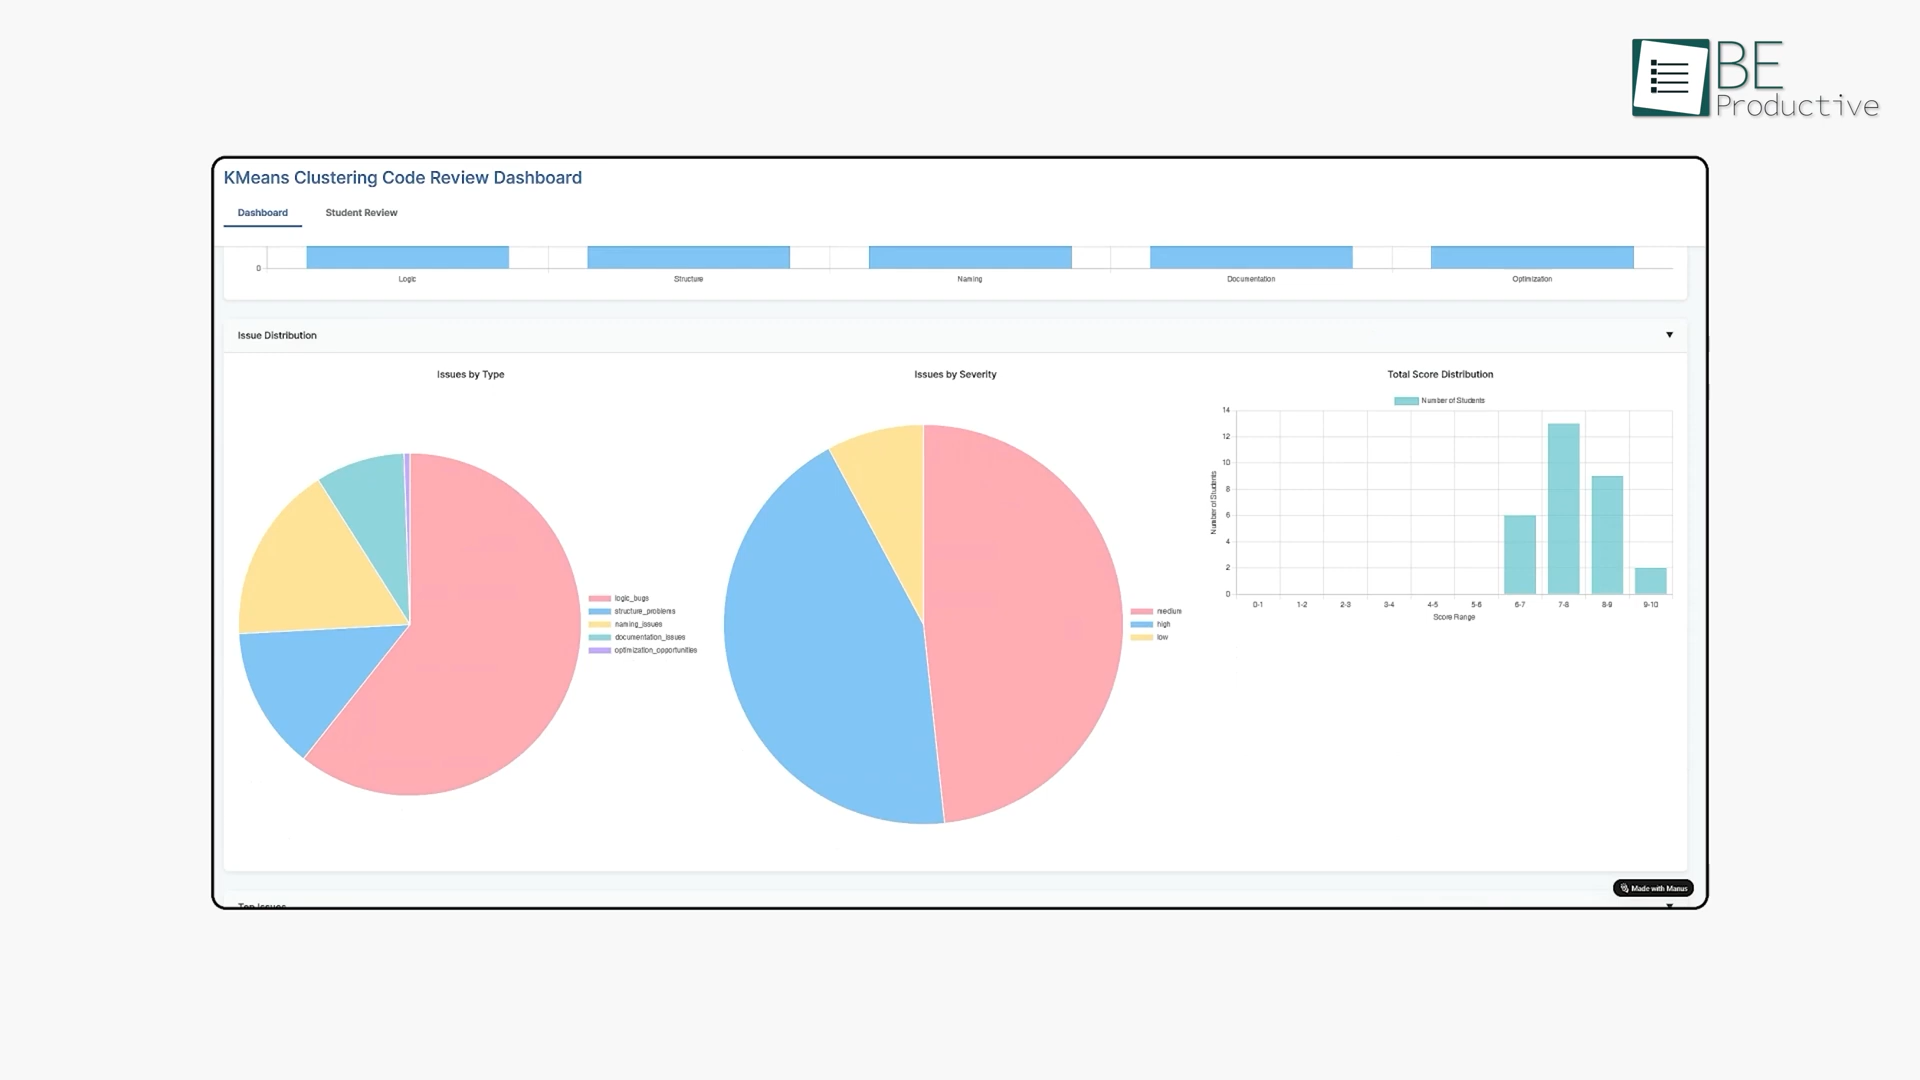 BE
Productive
KMeans Clustering Code Review Dashboard
Dashboard
Student Review
0
Logic
Structure
Naming
Documentation
Optimization
Issue Distribution
▼
Issues by Type
logic_bugs
structure_problems
naming_issues
documentation_issues
optimization_opportunities
Issues by Severity
medium
high
low
Total Score Distribution
Number of Students
14
12
10
8
6
4
2
0
Number of Students
0-1
1-2
2-3
3-4
4-5
5-6
6-7
7-8
8-9
9-10
Score Range
Made with Manus
Top Issues
▼